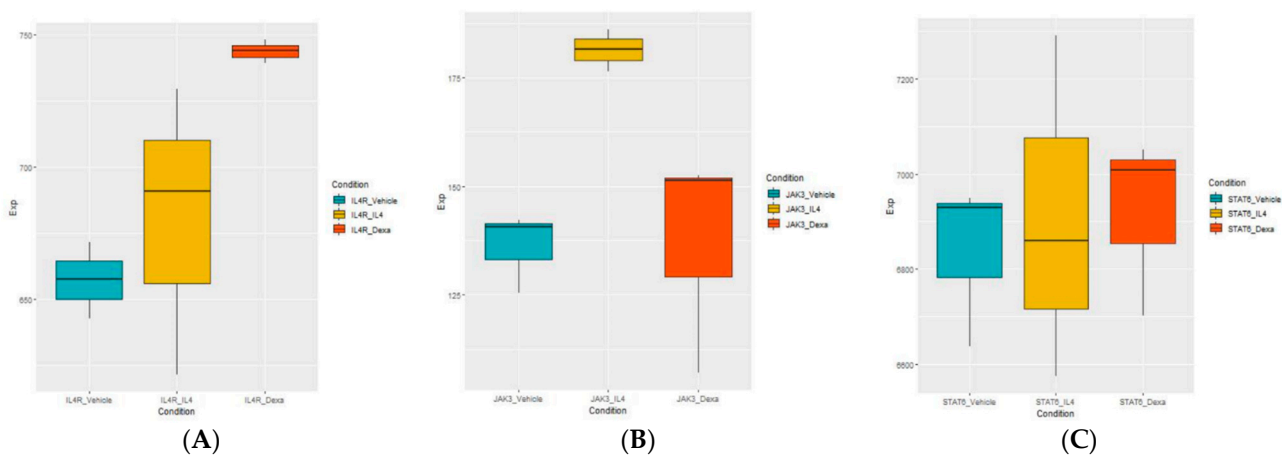 750
700
650
Exp
IL4R_Vehicle
IL4R_IL4
IL4R_Dexa
Condition
Condition
IL4R_Vehicle
IL4R_IL4
IL4R_Dexa
(A)
175
150
125
Exp
JAK3_Vehicle
JAK3_IL4
JAK3_Dexa
Condition
Condition
JAK3_Vehicle
JAK3_IL4
JAK3_Dexa
(B)
7200
7000
6800
6600
Exp
STAT6_Vehicle
STAT6_IL4
STAT6_Dexa
Condition
Condition
STAT6_Vehicle
STAT6_IL4
STAT6_Dexa
(C)